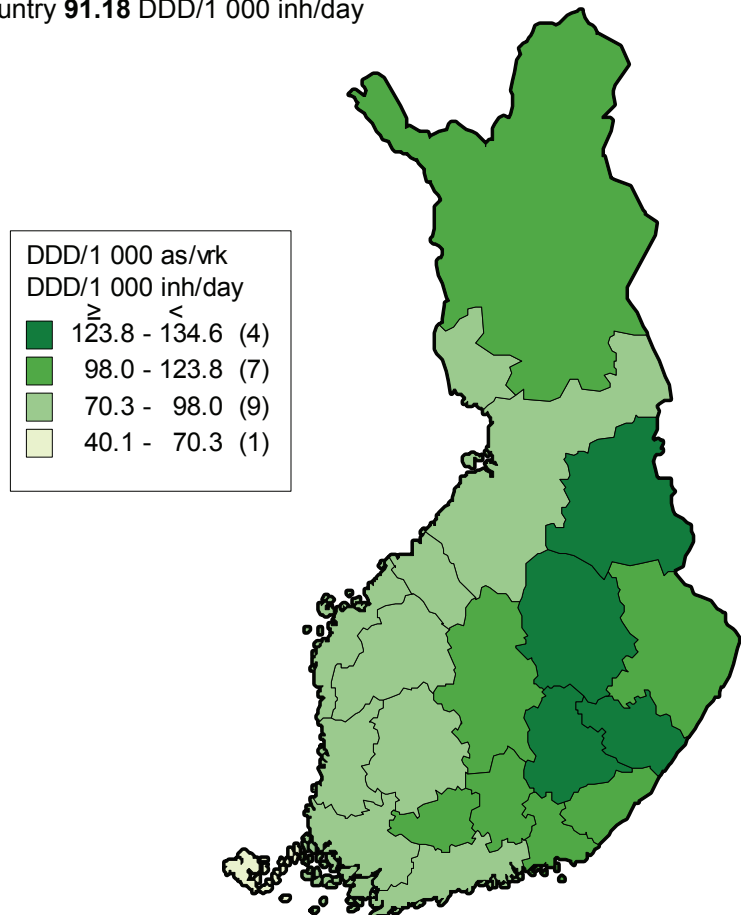 untry 91.18 DDD/1 000 inh/day
DDD/1 000 as/vrk
DDD/1 000 inh/day
≥ <
123.8 - 134.6 (4)
98.0 - 123.8 (7)
70.3 - 98.0 (9)
40.1 - 70.3 (1)